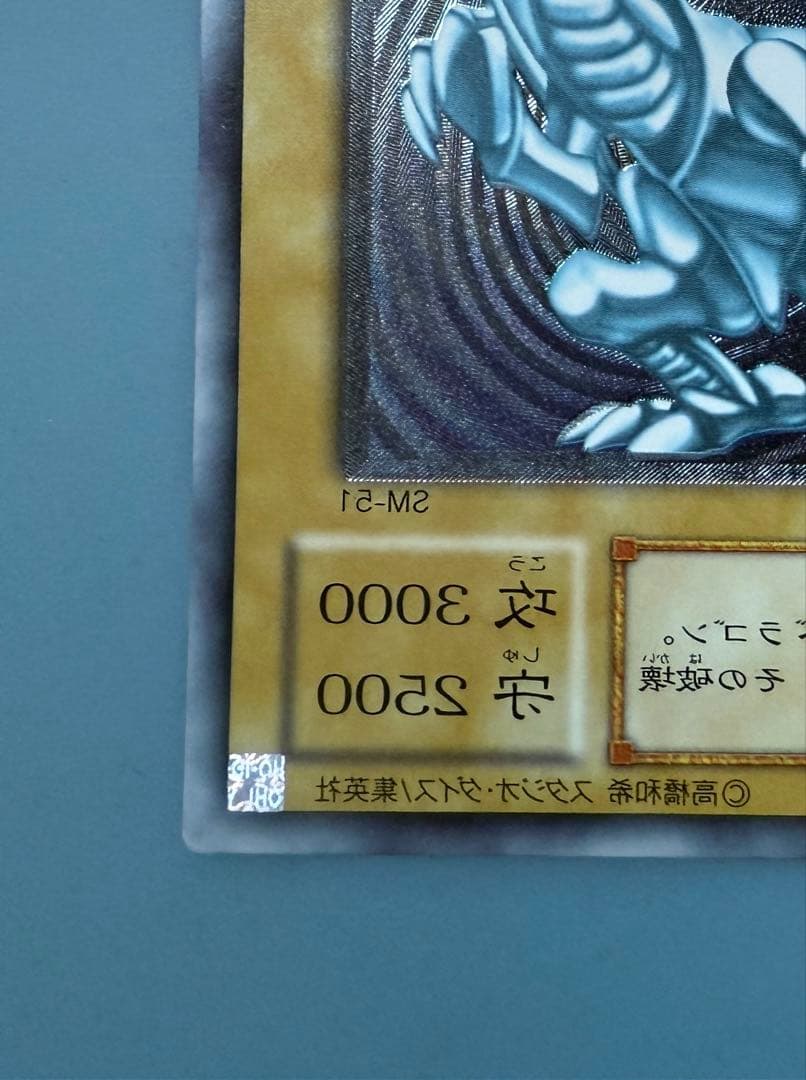 SM-51
攻 3000
こう
守 2500
しゅ
ドラゴン。
その破壊
はかい
©高橋和希 スタジオ・ダイス/集英社